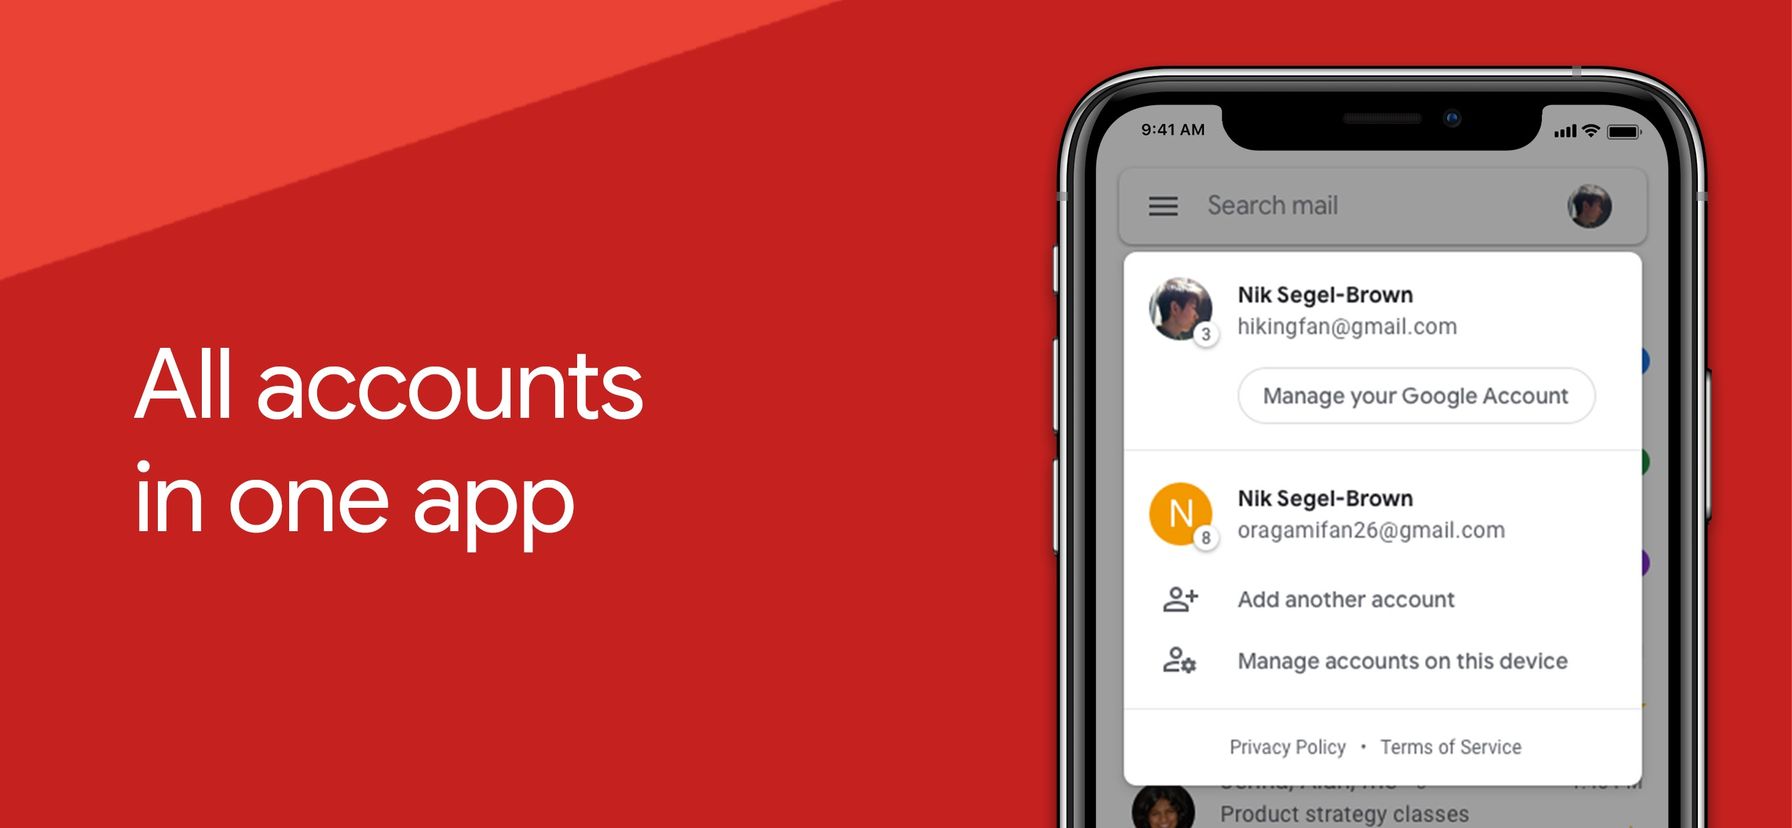 All accounts
in one app
9:41 AM
Search mail
Nik Segel-Brown
hikingfan@gmail.com
3
Manage your Google Account
Nik Segel-Brown
oragamifan26@gmail.com
N
8
Add another account
Manage accounts on this device
Privacy Policy • Terms of Service
Product strategy classes